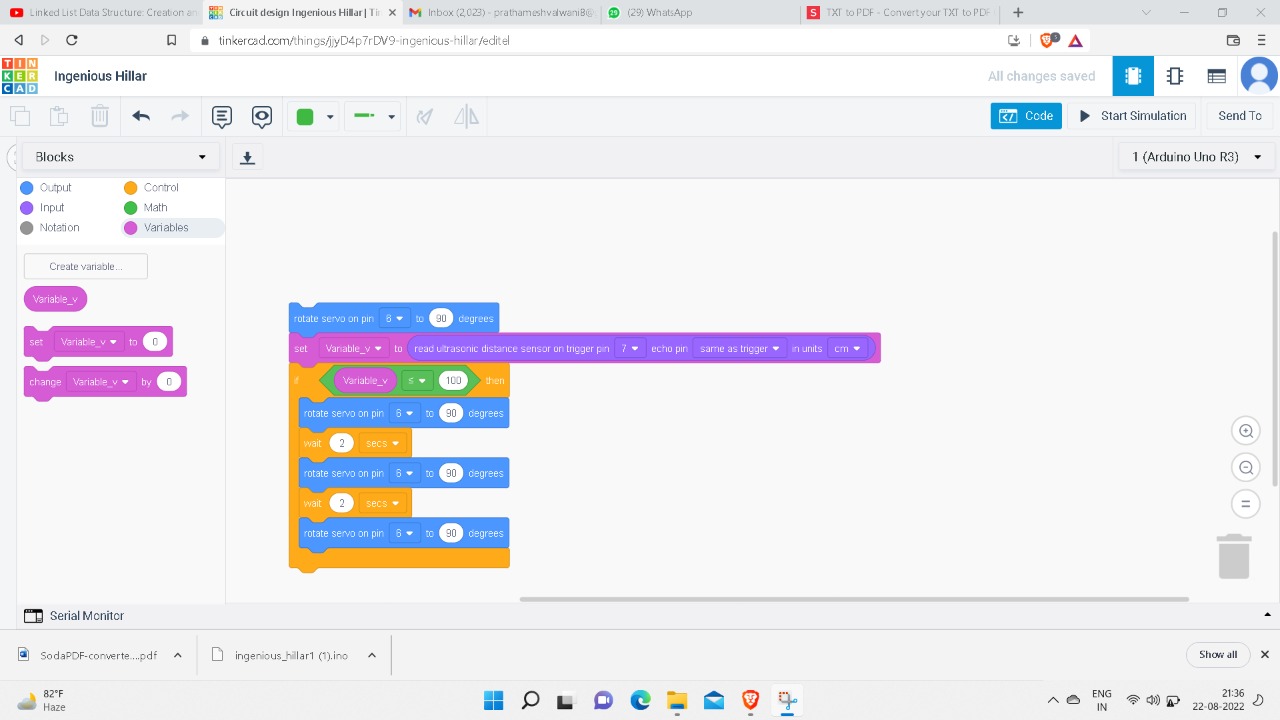 Linked List Data Structure: Creation an
Circuit design Ingenious Hillar | Tin
Inbox (2,023) - prathameshvalwani8@
(29) WhatsApp
TXT to PDF - Convert your TXT to PDF
tinkercad.com/things/jjyD4p7rDV9-ingenious-hillar/editel
TIN
KER
CAD
Ingenious Hillar
All changes saved
Code
Start Simulation
Send To
Blocks
1 (Arduino Uno R3)
Output
Control
Input
Math
Notation
Variables
Create variable...
Variable_v
set Variable_v to 0
change Variable_v by 0
rotate servo on pin 6 to 90 degrees
set Variable_v to read ultrasonic distance sensor on trigger pin 7 echo pin same as trigger in units cm
if Variable_v ≤ 100 then
rotate servo on pin 6 to 90 degrees
wait 2 secs
rotate servo on pin 6 to 90 degrees
wait 2 secs
rotate servo on pin 6 to 90 degrees
Serial Monitor
SodaPDF-converte....pdf
ingenious_hillar1 (1).ino
Show all
82°F
Haze
ENG
IN
21:36
22-08-2022